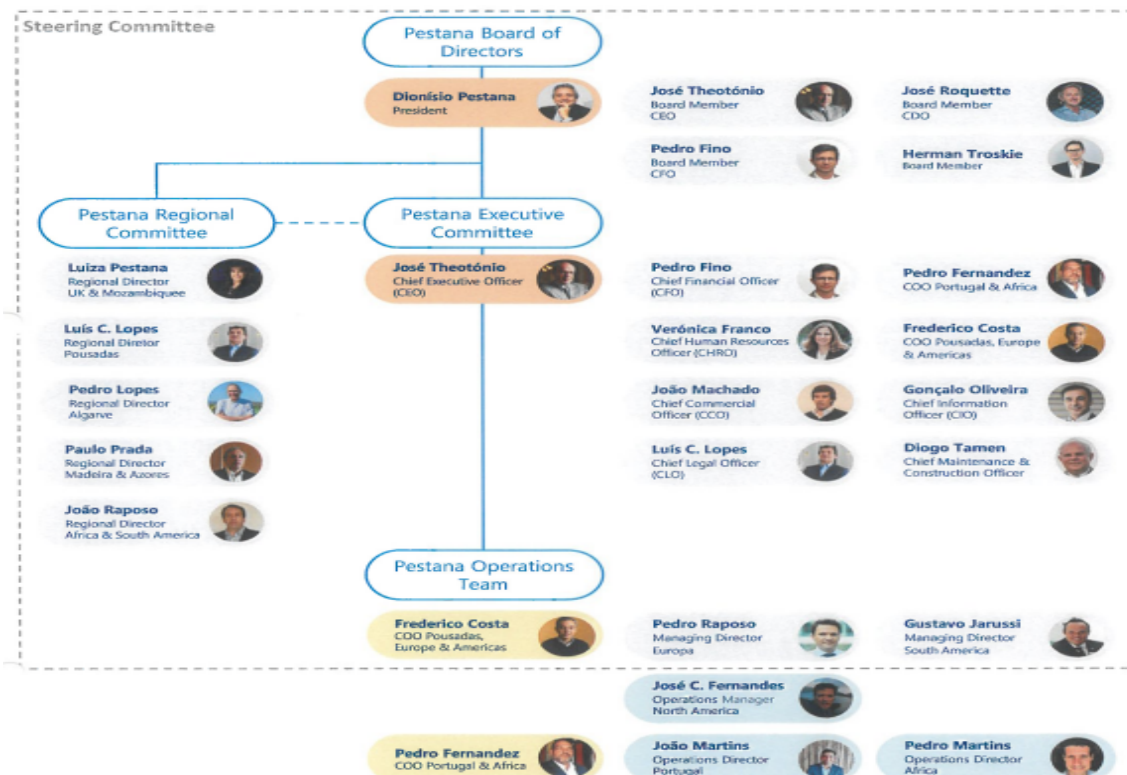 Steering Committee
Pestana Board of
Directors
Dionísio Pestana
President
José Theotónio
Board Member
CEO
José Roquette
Board Member
CDO
Pedro Fino
Board Member
CFO
Herman Troskie
Board Member
Pestana Regional
Committee
Pestana Executive
Committee
Luiza Pestana
Regional Director
UK & Mozambiquee
Luís C. Lopes
Regional Diretor
Pousadas
Pedro Lopes
Regional Director
Algarve
Paulo Prada
Regional Director
Madeira & Azores
João Raposo
Regional Director
Africa & South America
José Theotónio
Chief Executive Officer
(CEO)
Pedro Fino
Chief Financial Officer
(CFO)
Pedro Fernandez
COO Portugal & Africa
Verónica Franco
Chief Human Resources
Officer (CHRO)
Frederico Costa
COO Pousadas, Europe
& Americas
João Machado
Chief Commercial
Officer (CCO)
Gonçalo Oliveira
Chief Information
Officer (CIO)
Luís C. Lopes
Chief Legal Officer
(CLO)
Diogo Tamen
Chief Maintenance &
Construction Officer
Pestana Operations
Team
Frederico Costa
COO Pousadas,
Europe & Americas
Pedro Raposo
Managing Director
Europa
Gustavo Jarussi
Managing Director
South America
José C. Fernandes
Operations Manager
North America
Pedro Fernandez
COO Portugal & Africa
João Martins
Operations Director
Portugal
Pedro Martins
Operations Director
Africa